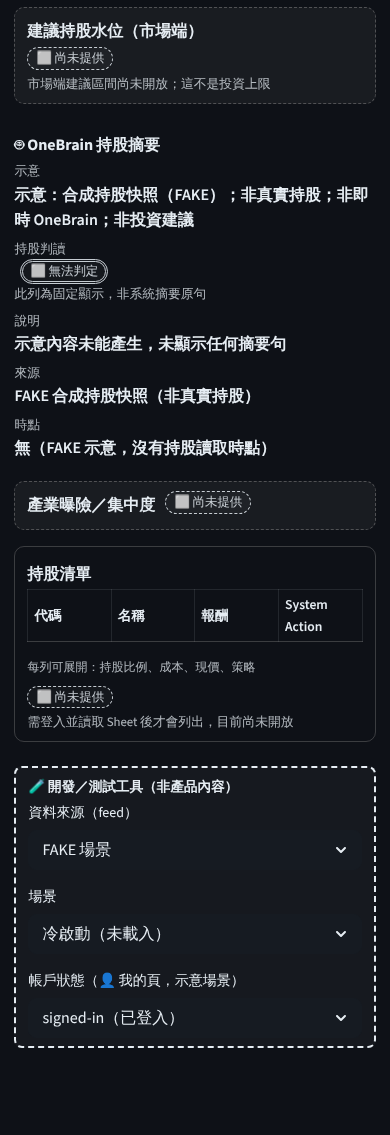 建議持股水位（市場端）
⬜ 尚未提供
市場端建議區間尚未開放；這不是投資上限
🧠 OneBrain 持股摘要
示意
示意：合成持股快照（FAKE）；非真實持股；非即
時 OneBrain；非投資建議
持股判讀
⬜ 無法判定
此列為固定顯示，非系統摘要原句
說明
示意內容未能產生，未顯示任何摘要句
來源
FAKE 合成持股快照（非真實持股）
時點
無（FAKE 示意，沒有持股讀取時點）
產業曝險／集中度 ⬜ 尚未提供
持股清單
代碼 名稱 報酬 System Action
每列可展開：持股比例、成本、現價、策略
⬜ 尚未提供
需登入並讀取 Sheet 後才會列出，目前尚未開放
🧪 開發／測試工具（非產品內容）
資料來源（feed）
FAKE 場景
場景
冷啟動（未載入）
帳戶狀態（👤 我的頁，示意場景）
signed-in（已登入）